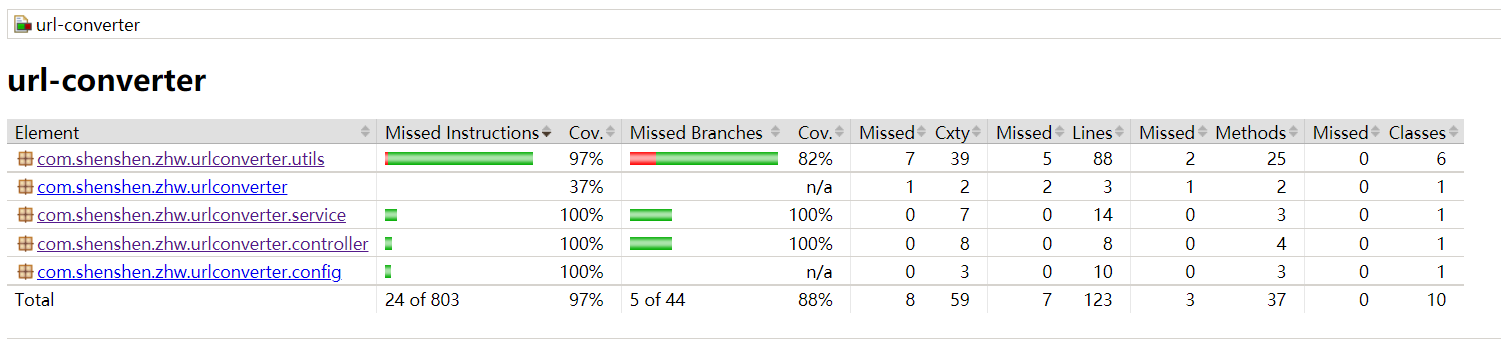 url-converter
url-converter
Element Missed Instructions Cov. Missed Branches Cov. Missed Cxty Missed Lines Missed Methods Missed Classes
com.shenshen.zhw.urlconverter.utils 97% 82% 7 39 5 88 2 25 0 6
com.shenshen.zhw.urlconverter 37% n/a 1 2 2 3 1 2 0 1
com.shenshen.zhw.urlconverter.service 100% 100% 0 7 0 14 0 3 0 1
com.shenshen.zhw.urlconverter.controller 100% 100% 0 8 0 8 0 4 0 1
com.shenshen.zhw.urlconverter.config 100% n/a 0 3 0 10 0 3 0 1
Total 24 of 803 97% 5 of 44 88% 8 59 7 123 3 37 0 10